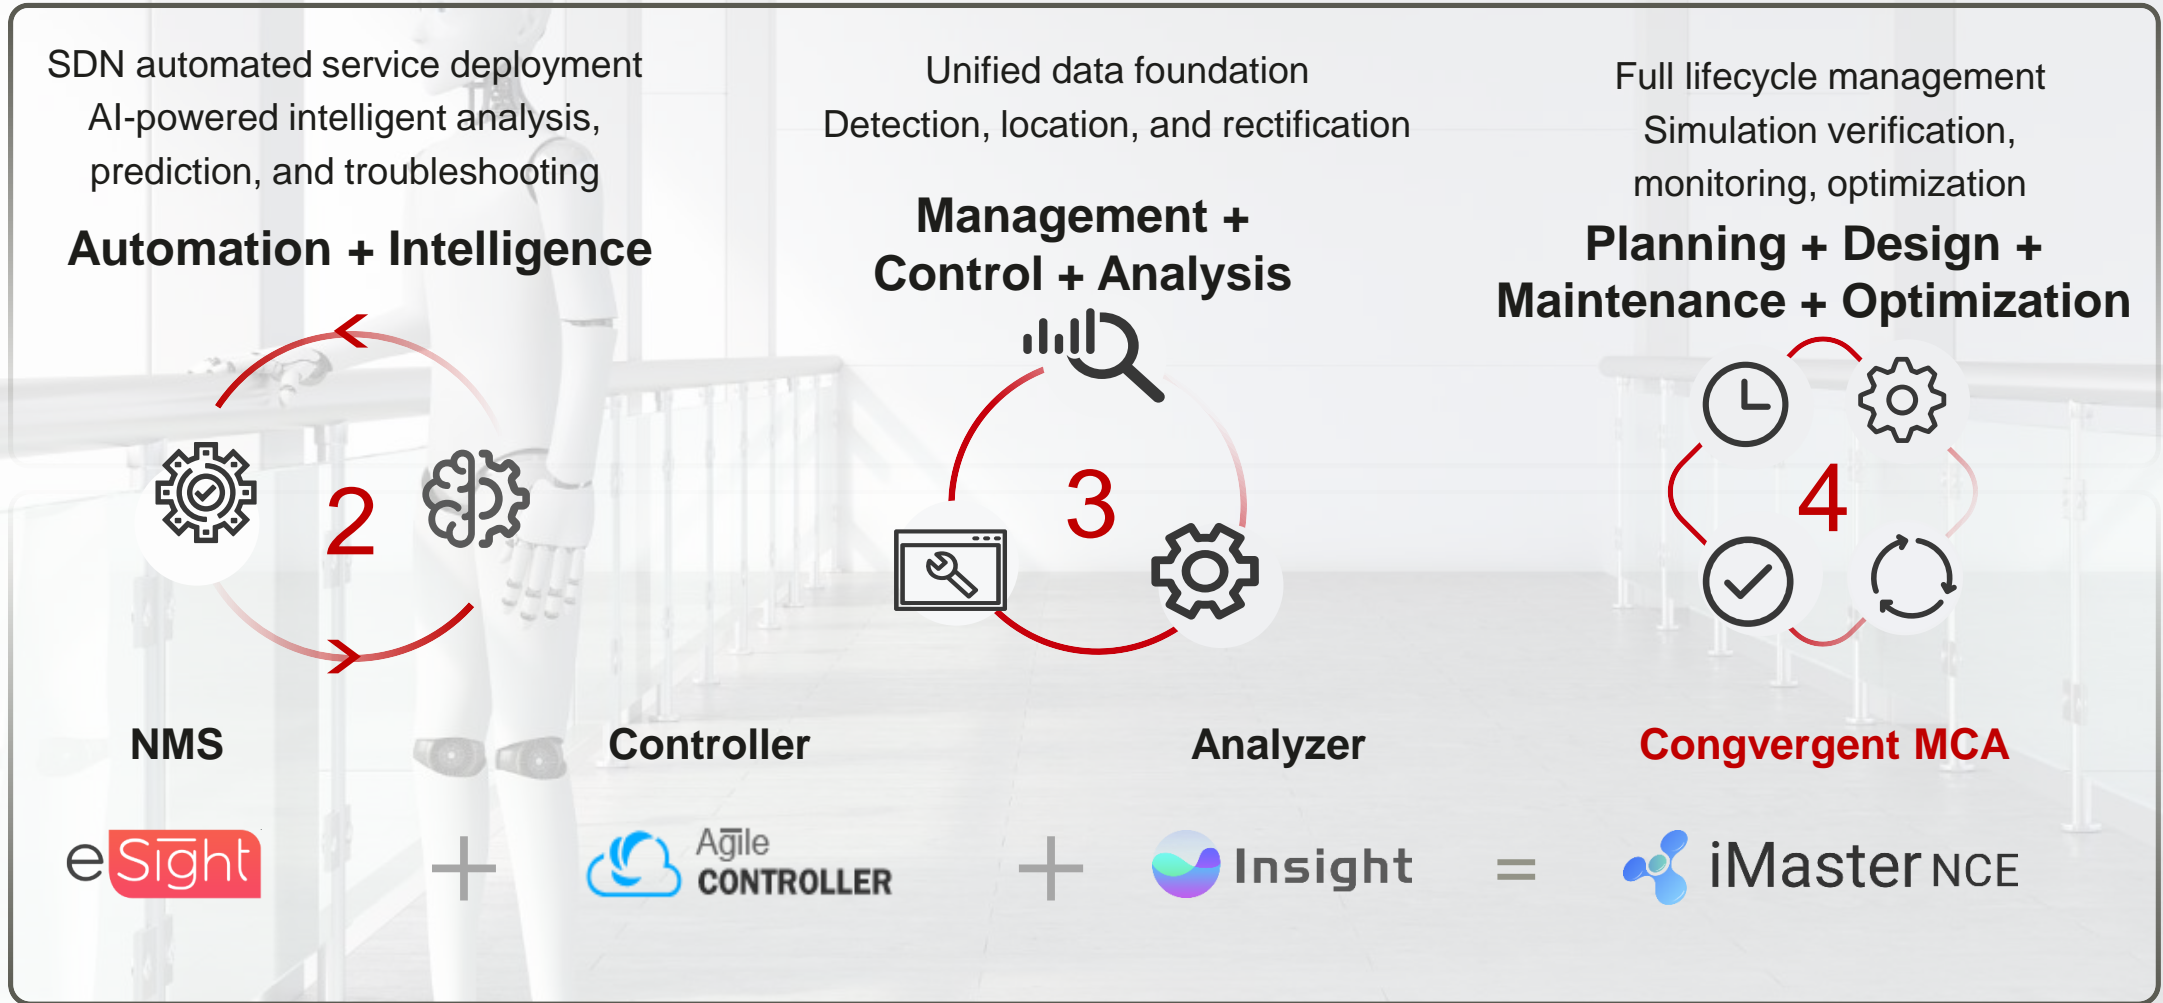 SDN automated service deployment
AI-powered intelligent analysis,
prediction, and troubleshooting
Automation + Intelligence
2
Unified data foundation
Detection, location, and rectification
Management +
Control + Analysis
3
Full lifecycle management
Simulation verification,
monitoring, optimization
Planning + Design +
Maintenance + Optimization
4
NMS
Controller
Analyzer
Congvergent MCA
eSight
+
Agile
CONTROLLER
+
Insight
=
iMaster NCE